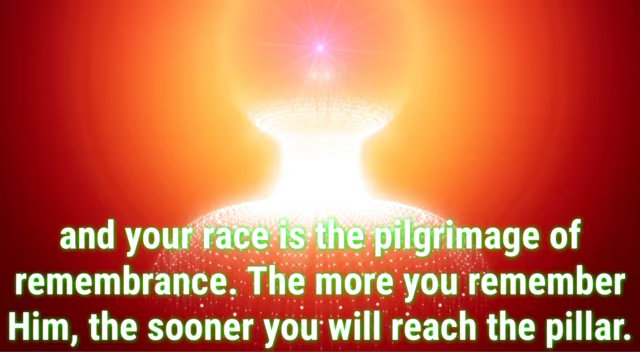 and your race is the pilgrimage of
remembrance. The more you remember
Him, the sooner you will reach the pillar.